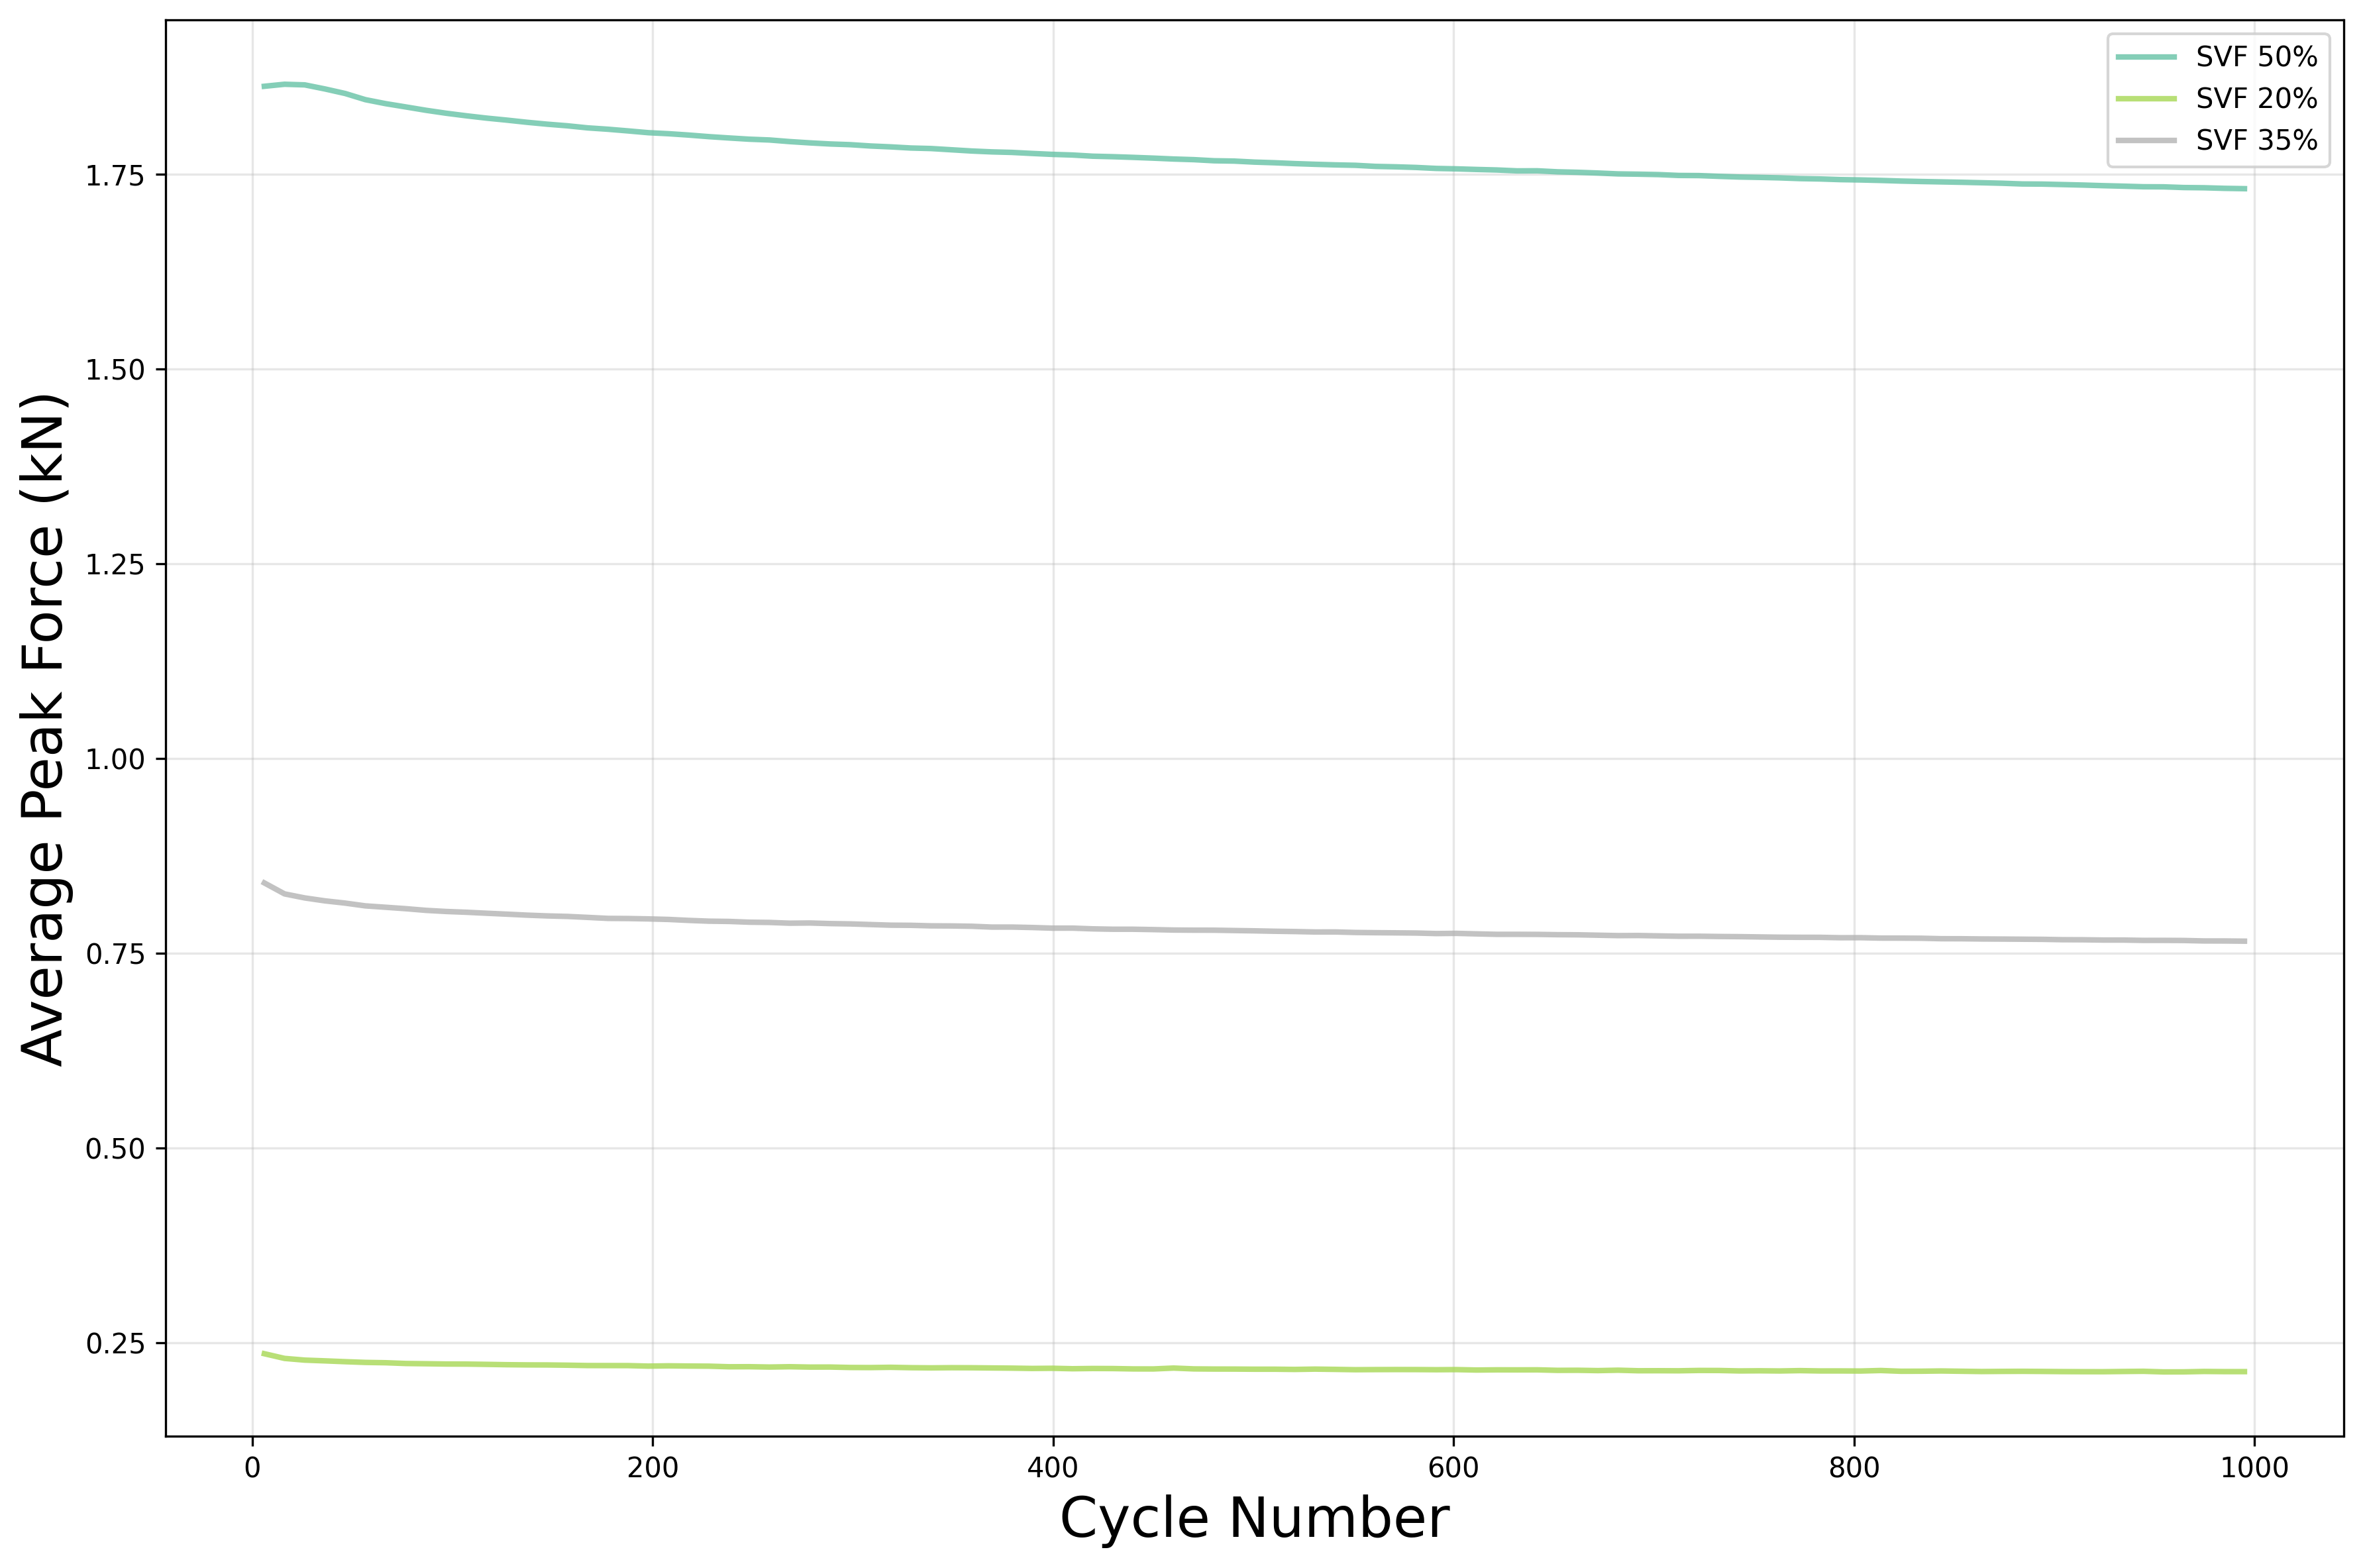 SVF 50%
SVF 20%
SVF 35%
Average Peak Force (kN)
1.75
1.50
1.25
1.00
0.75
0.50
0.25
0 200 400 600 800 1000
Cycle Number